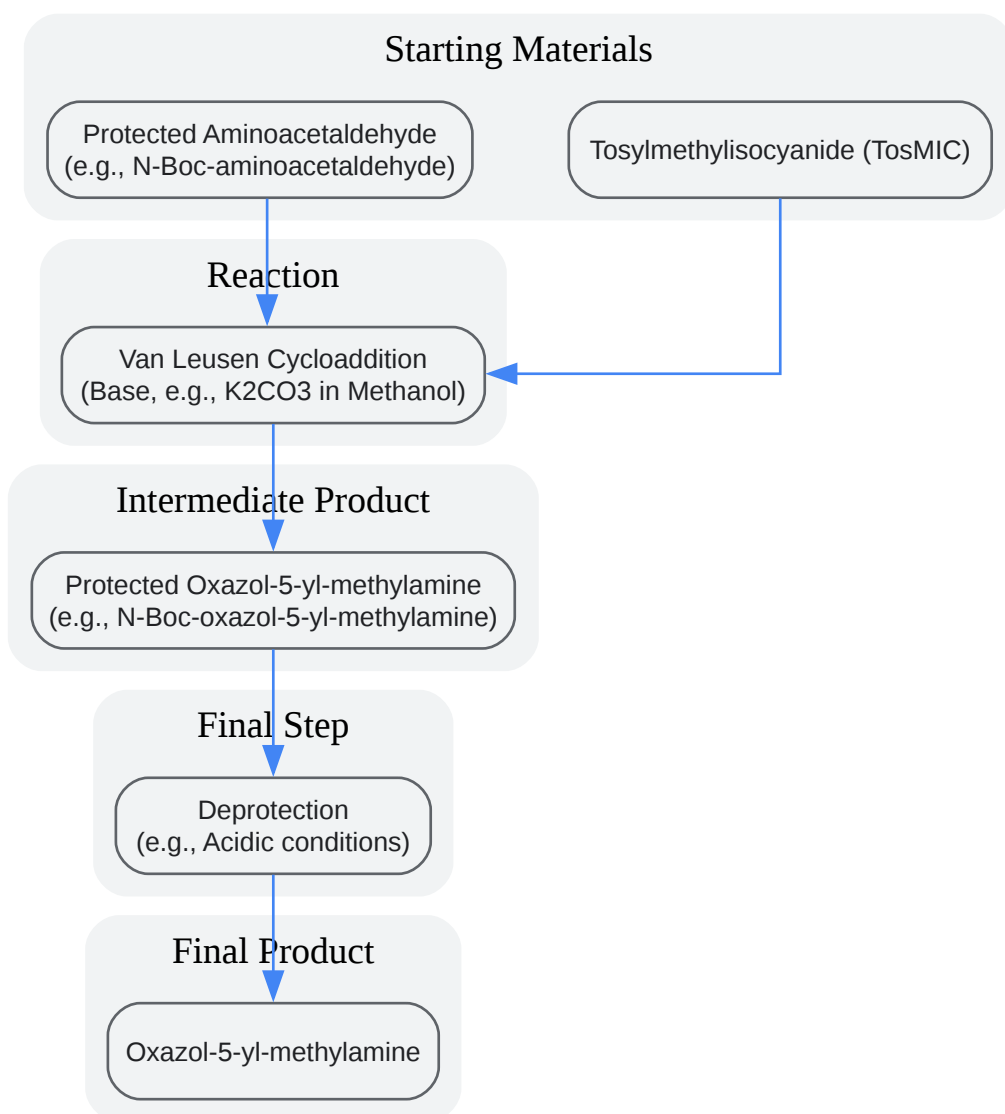 Starting Materials
Protected Aminoacetaldehyde
(e.g., N-Boc-aminoacetaldehyde)
Tosylmethylisocyanide (TosMIC)
Reaction
Van Leusen Cycloaddition
(Base, e.g., K2CO3 in Methanol)
Intermediate Product
Protected Oxazol-5-yl-methylamine
(e.g., N-Boc-oxazol-5-yl-methylamine)
Final Step
Deprotection
(e.g., Acidic conditions)
Final Product
Oxazol-5-yl-methylamine